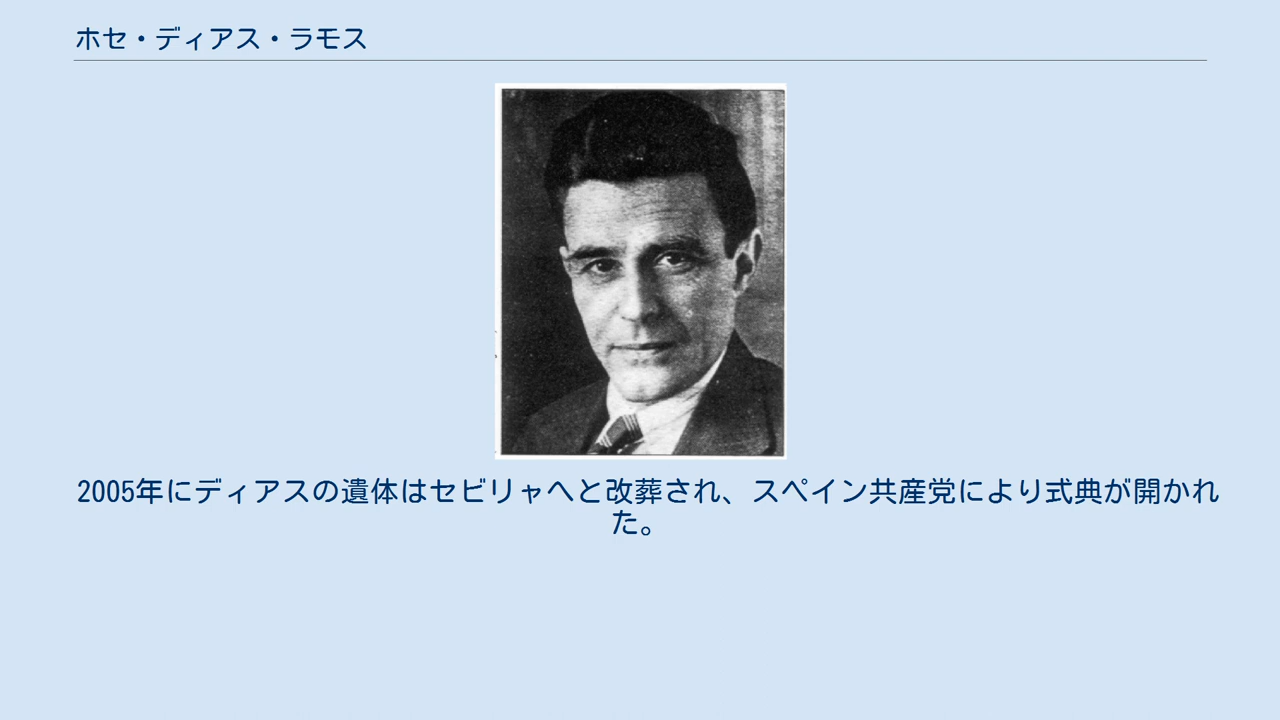 ホセ・ディアス・ラモス
2005年にディアスの遺体はセビリャへと改葬され、スペイン共産党により式典が開かれ
た。